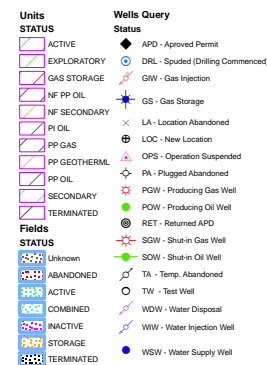 Units
STATUS
ACTIVE
EXPLORATORY
GAS STORAGE
NF PP OIL
NF SECONDARY
PI OIL
PP GAS
PP GEOTHERML
PP OIL
SECONDARY
TERMINATED
Fields
STATUS
Unknown
ABANDONED
ACTIVE
COMBINED
INACTIVE
STORAGE
TERMINATED
Wells Query
Status
APD - Aproved Permit
DRL - Spuded (Drilling Commenced)
GIW - Gas Injection
GS - Gas Storage
LA - Location Abandoned
LOC - New Location
OPS - Operation Suspended
PA - Plugged Abandoned
PGW - Producing Gas Well
POW - Producing Oil Well
RET - Returned APD
SGW - Shut-in Gas Well
SOW - Shut-in Oil Well
TA - Temp. Abandoned
TW - Test Well
WDW - Water Disposal
WIW - Water Injection Well
WSW - Water Supply Well